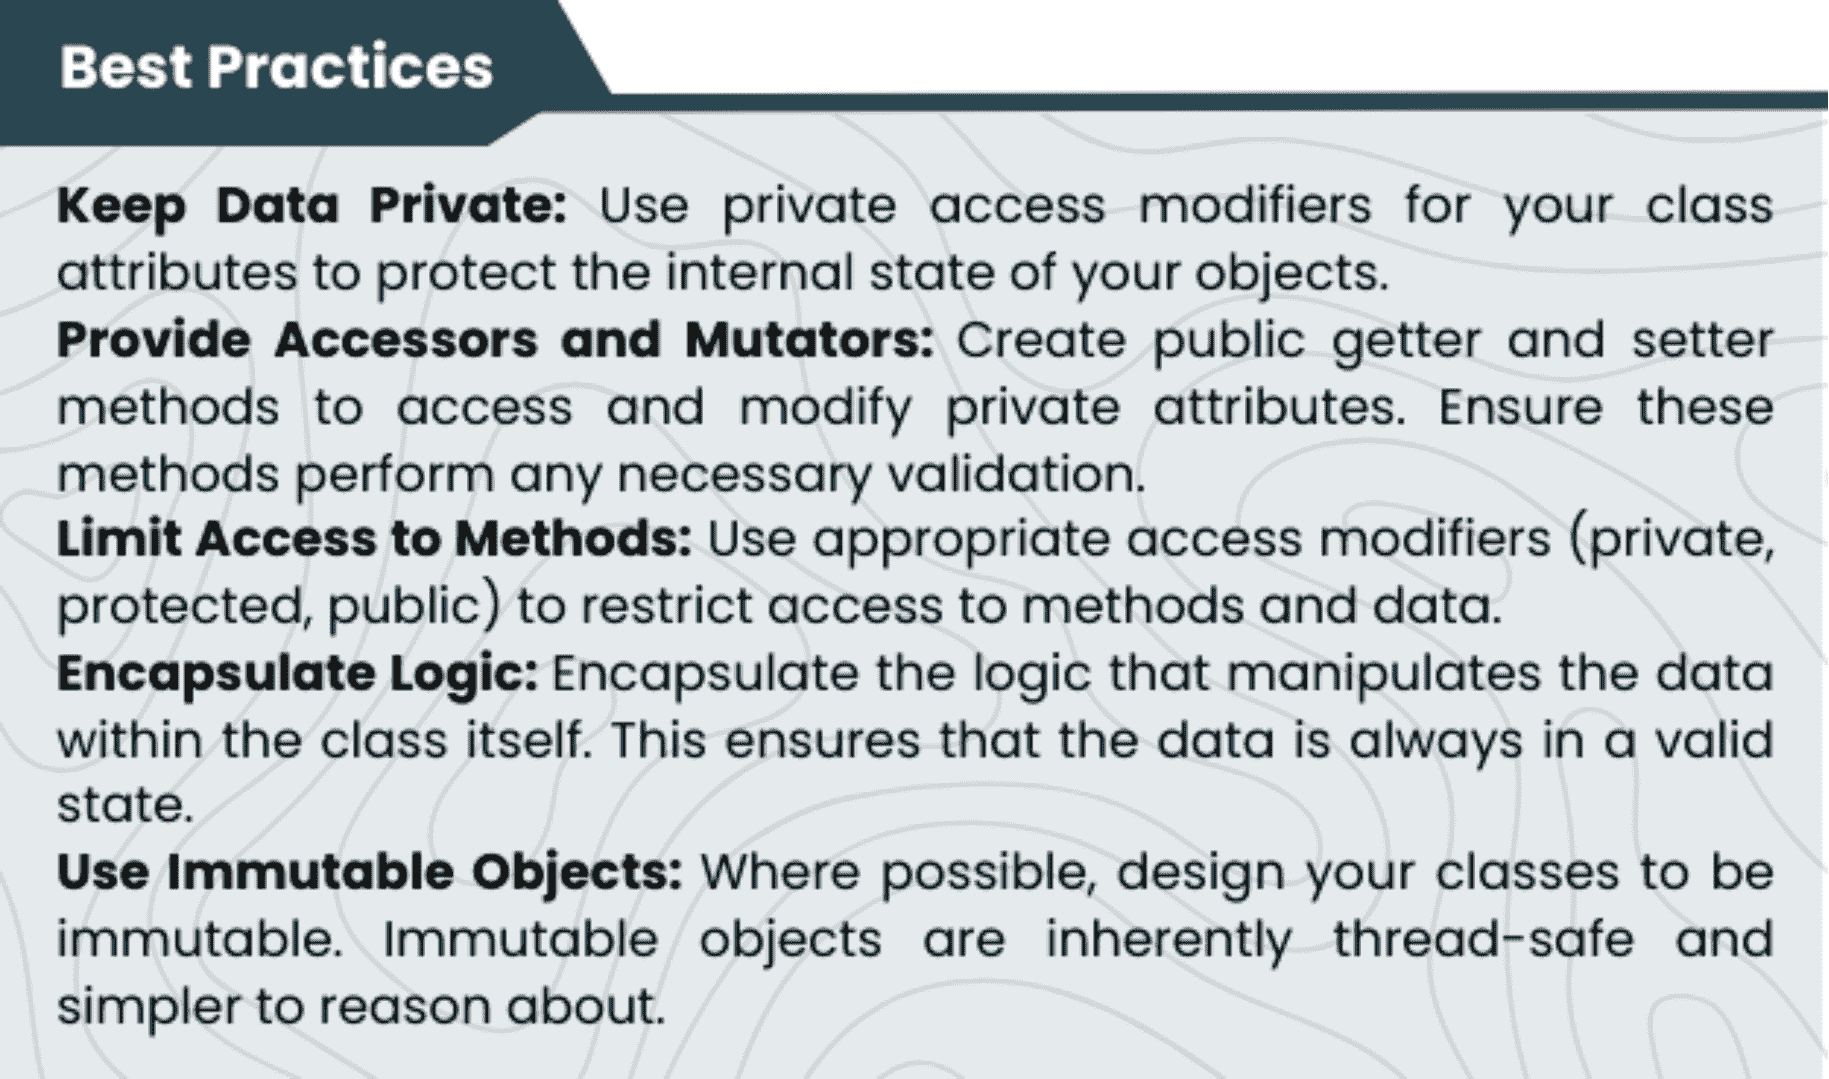 Best Practices
Keep Data Private: Use private access modifiers for your class
attributes to protect the internal state of your objects.
Provide Accessors and Mutators: Create public getter and setter
methods to access and modify private attributes. Ensure these
methods perform any necessary validation.
Limit Access to Methods: Use appropriate access modifiers (private,
protected, public) to restrict access to methods and data.
Encapsulate Logic: Encapsulate the logic that manipulates the data
within the class itself. This ensures that the data is always in a valid
state.
Use Immutable Objects: Where possible, design your classes to be
immutable. Immutable objects are inherently thread-safe and
simpler to reason about.